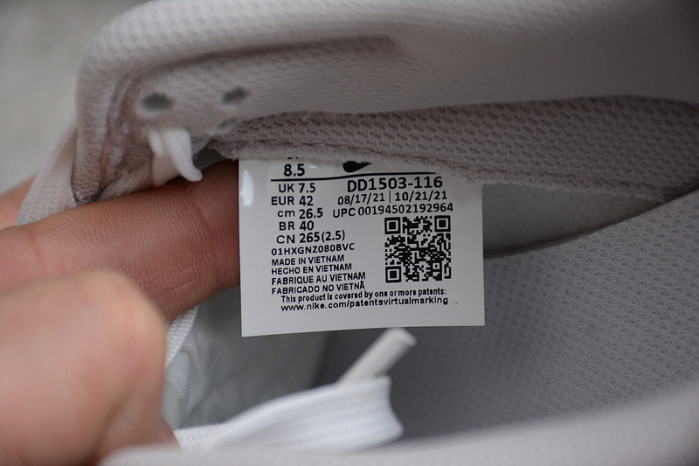 8.5
UK 7.5 DD1503-116
EUR 42 08/17/21 | 10/21/21
cm 26.5 UPC 00194502192964
BR 40
CN 265(2.5)
01HXGNZ080BVC
MADE IN VIETNAM
HECHO EN VIETNAM
FABRIQUE AU VIETNAM
FABRICADO NO VIETNÃ
This product is covered by one or more patents:
www.nike.com/patentsvirtualmarking